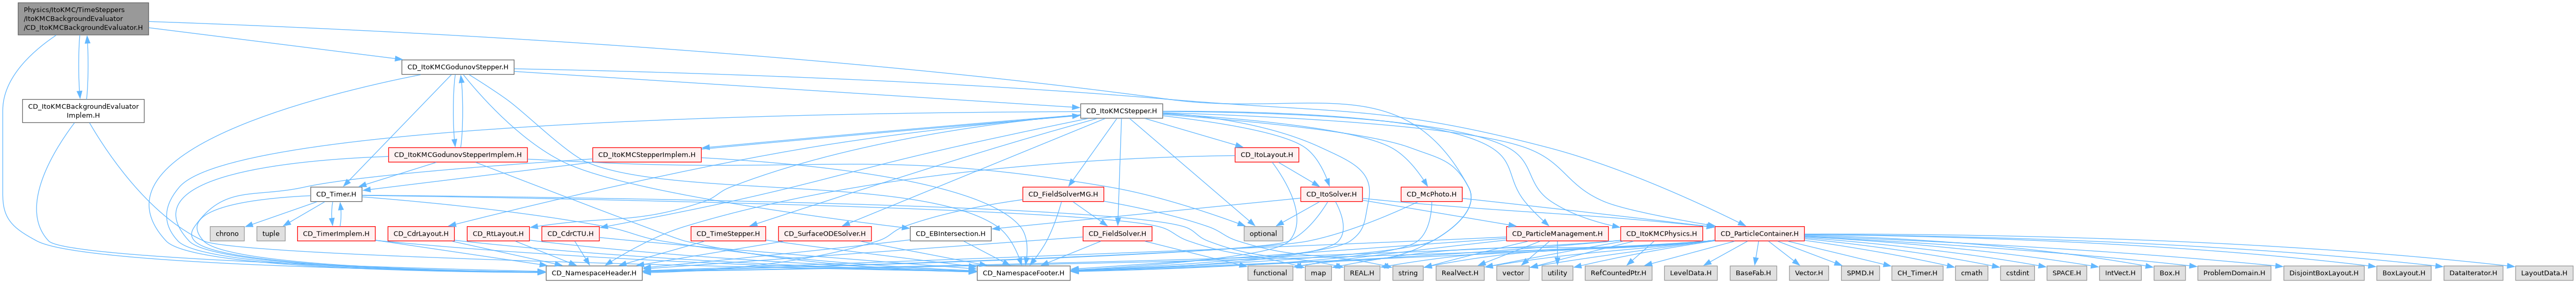 Physics/ItoKMC/TimeSteppers
/ItoKMCBackgroundEvaluator
/CD_ItoKMCBackgroundEvaluator.H
CD_ItoKMCGodunovStepper.H
CD_ItoKMCBackgroundEvaluator
Implem.H
CD_ItoKMCStepper.H
CD_ItoKMCGodunovStepperImplem.H
CD_ItoKMCStepperImplem.H
CD_ItoLayout.H
CD_Timer.H
CD_FieldSolverMG.H
CD_ItoSolver.H
CD_McPhoto.H
chrono
tuple
CD_TimerImplem.H
CD_CdrLayout.H
CD_RtLayout.H
CD_CdrCTU.H
CD_TimeStepper.H
CD_SurfaceODESolver.H
CD_EBIntersection.H
CD_FieldSolver.H
optional
CD_ParticleManagement.H
CD_ItoKMCPhysics.H
CD_ParticleContainer.H
CD_NamespaceHeader.H
CD_NamespaceFooter.H
functional
map
REAL.H
string
RealVect.H
vector
utility
RefCountedPtr.H
LevelData.H
BaseFab.H
Vector.H
SPMD.H
CH_Timer.H
cmath
cstdint
SPACE.H
IntVect.H
Box.H
ProblemDomain.H
DisjointBoxLayout.H
BoxLayout.H
DataIterator.H
LayoutData.H